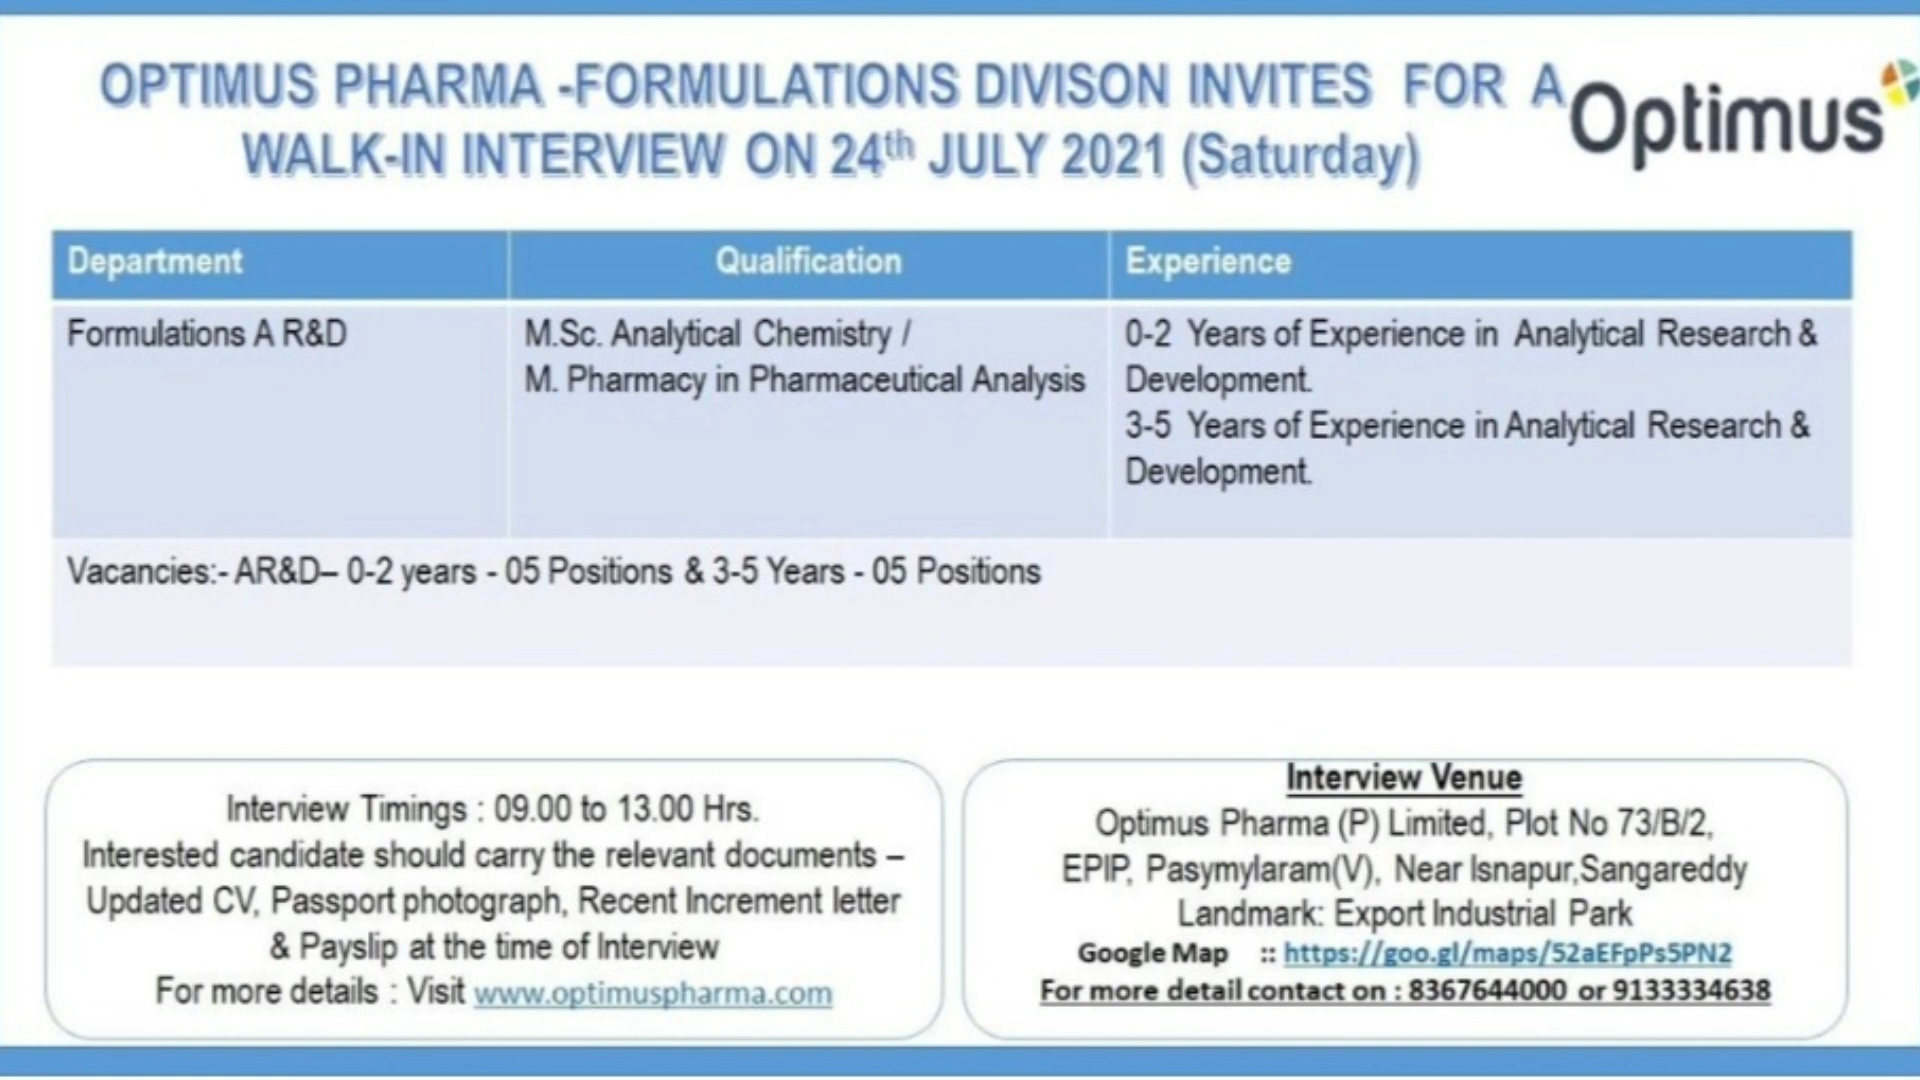 OPTIMUS PHARMA -FORMULATIONS DIVISON INVITES FOR A
WALK-IN INTERVIEW ON 24th JULY 2021 (Saturday)
Optimus
Department Qualification Experience
Formulations A R&D
M.Sc. Analytical Chemistry /
M. Pharmacy in Pharmaceutical Analysis
0-2 Years of Experience in Analytical Research &
Development.
3-5 Years of Experience in Analytical Research &
Development.
Vacancies:- AR&D– 0-2 years - 05 Positions & 3-5 Years - 05 Positions
Interview Timings : 09.00 to 13.00 Hrs.
Interested candidate should carry the relevant documents –
Updated CV, Passport photograph, Recent Increment letter
& Payslip at the time of Interview
For more details : Visit www.optimuspharma.com
Interview Venue
Optimus Pharma (P) Limited, Plot No 73/B/2,
EPIP, Pasymylaram(V), Near Isnapur,Sangareddy
Landmark: Export Industrial Park
Google Map :: https://goo.gl/maps/52aEFpPs5PN2
For more detail contact on : 8367644000 or 9133334638